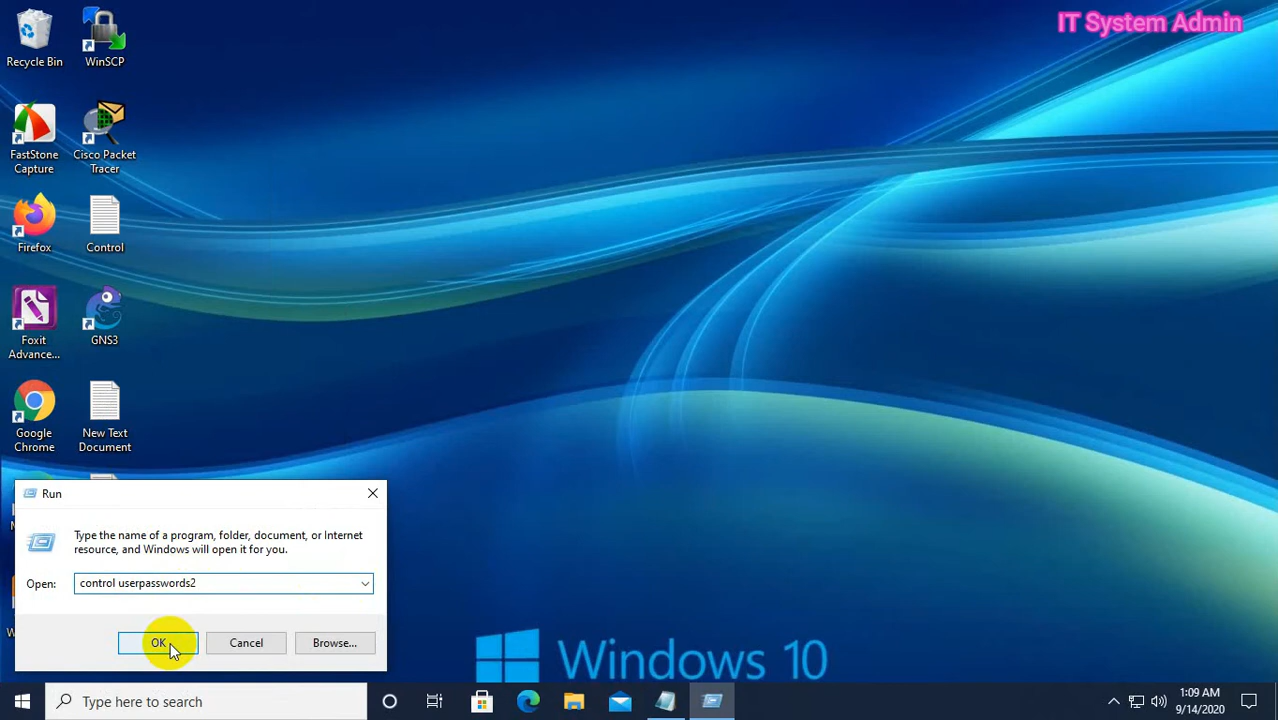 IT System Admin
Recycle Bin
WinSCP
FastStone
Capture
Cisco Packet
Tracer
Firefox
Control
Foxit
Advance...
GNS3
Google
Chrome
New Text
Document
Run
Type the name of a program, folder, document, or Internet
resource, and Windows will open it for you.
Open:
control userpasswords2
OK
Cancel
Browse...
Windows 10
Type here to search
1:09 AM
9/14/2020